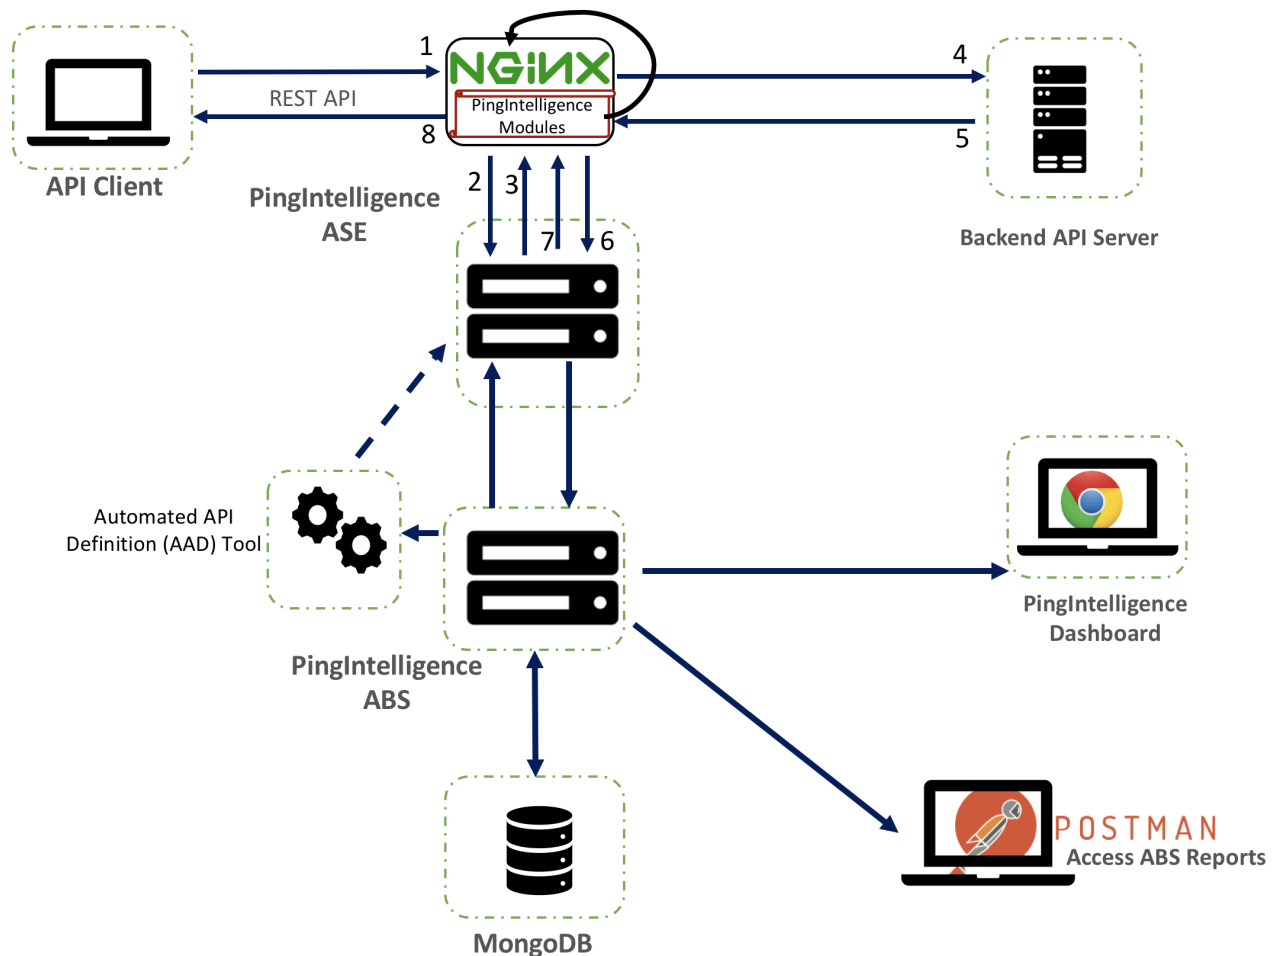 1
NGINX
4
REST API
PingIntelligence
Modules
8
5
API Client
PingIntelligence
ASE
2
3
7
6
Backend API Server
Automated API
Definition (AAD) Tool
PingIntelligence
Dashboard
PingIntelligence
ABS
POSTMAN
Access ABS Reports
MongoDB